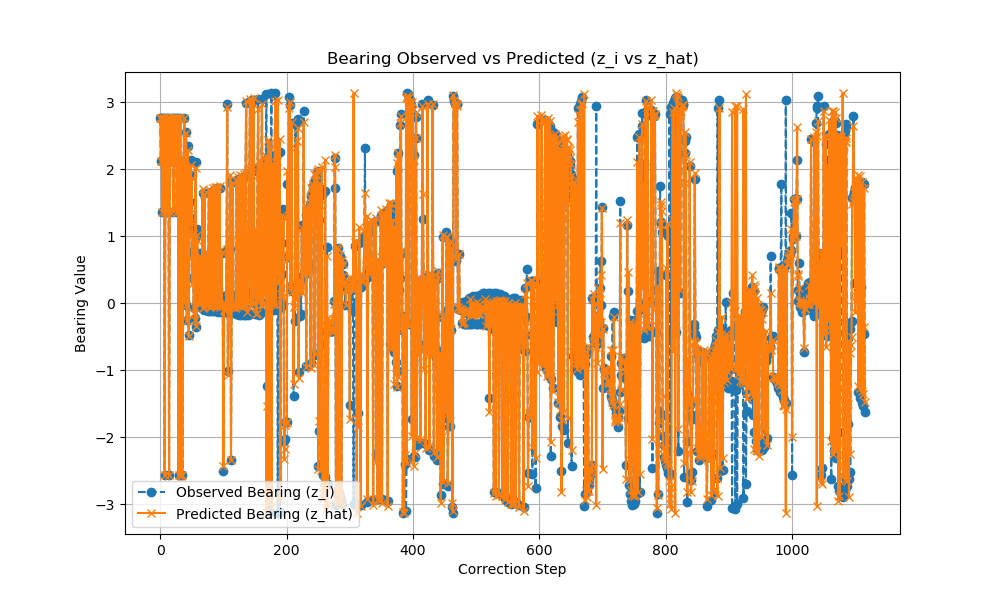 Bearing Observed vs Predicted (z_i vs z_hat)
Bearing Value
3
2
1
0
−1
−2
−3
Observed Bearing (z_i)
Predicted Bearing (z_hat)
0
200
400
600
800
1000
Correction Step